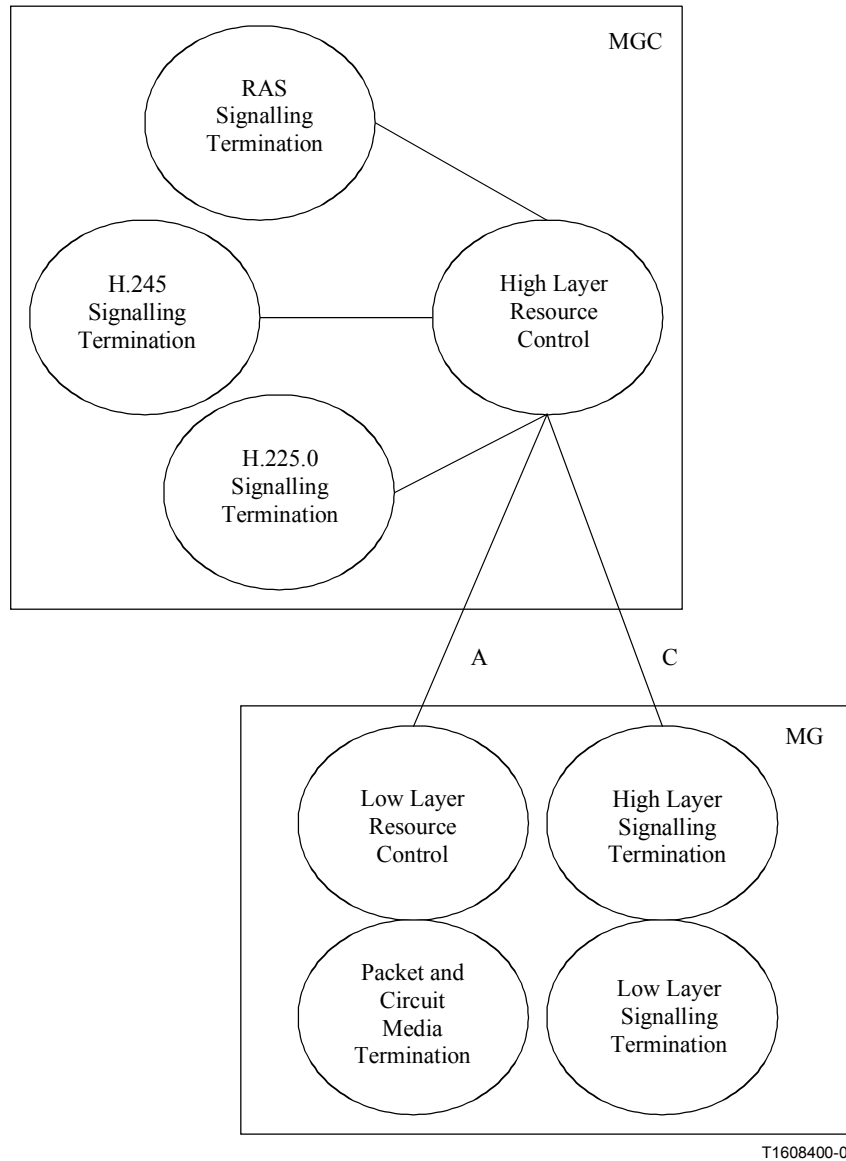 MGC
RAS
Signalling
Termination
H.245
Signalling
Termination
High Layer
Resource
Control
H.225.0
Signalling
Termination
A
C
MG
Low Layer
Resource
Control
High Layer
Signalling
Termination
Packet and
Circuit
Media
Termination
Low Layer
Signalling
Termination
T1608400-0